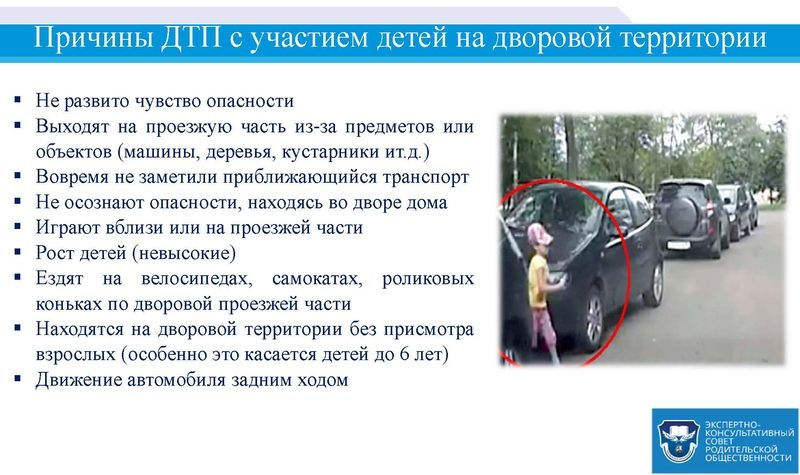 Причины ДТП с участием детей на дворовой территории
▪ Не развито чувство опасности
▪ Выходят на проезжую часть из-за предметов или
объектов (машины, деревья, кустарники ит.д.)
▪ Вовремя не заметили приближающийся транспорт
▪ Не осознают опасности, находясь во дворе дома
▪ Играют вблизи или на проезжей части
▪ Рост детей (невысокие)
▪ Ездят на велосипедах, самокатах, роликовых
коньках по дворовой проезжей части
▪ Находятся на дворовой территории без присмотра
взрослых (особенно это касается детей до 6 лет)
▪ Движение автомобиля задним ходом
ЭКСПЕРТНО-
КОНСУЛЬТАТИВНЫЙ
СОВЕТ
РОДИТЕЛЬСКОЙ
ОБЩЕСТВЕННОСТИ